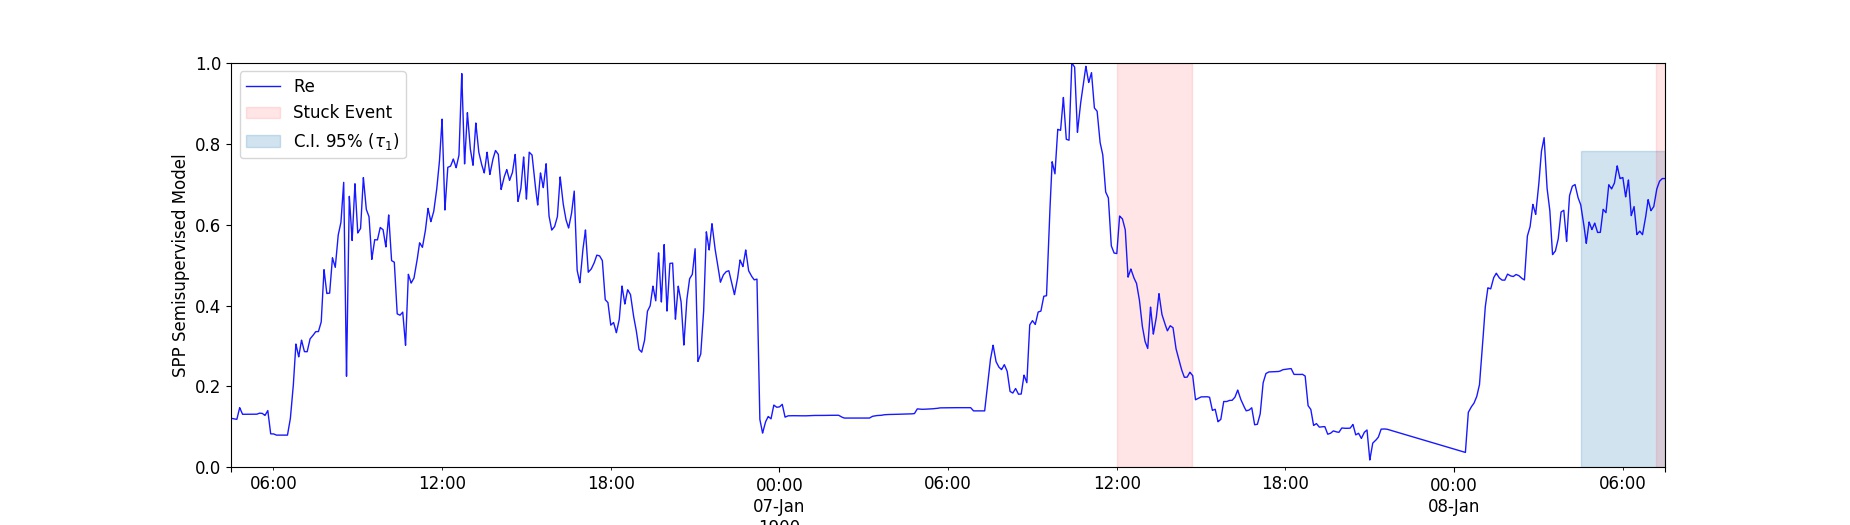 Re
Stuck Event
C.I. 95% (τ₁)
SPP Semisupervised Model
1.0
0.8
0.6
0.4
0.2
0.0
06:00 12:00 18:00 00:00 06:00 12:00 18:00 00:00 06:00
07-Jan 08-Jan
1900